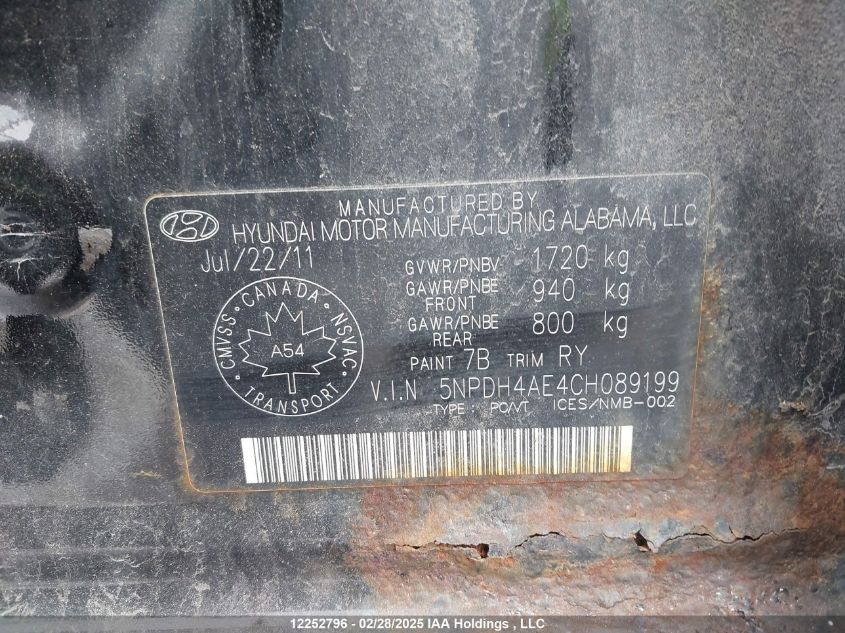 MANUFACTURED BY
HYUNDAI MOTOR MANUFACTURING ALABAMA, LLC
Jul/22/11
GVWR/PNBV 1720 kg
GAWR/PNBE FRONT 940 kg
GAWR/PNBE REAR 800 kg
PAINT 7B TRIM RY
CMVSS · CANADA · NSVAC
A54
TRANSPORT
V.I.N 5NPDH4AE4CH089199
TYPE : PC/VT ICES/NMB-002
12252796 - 02/28/2025 IAA Holdings , LLC